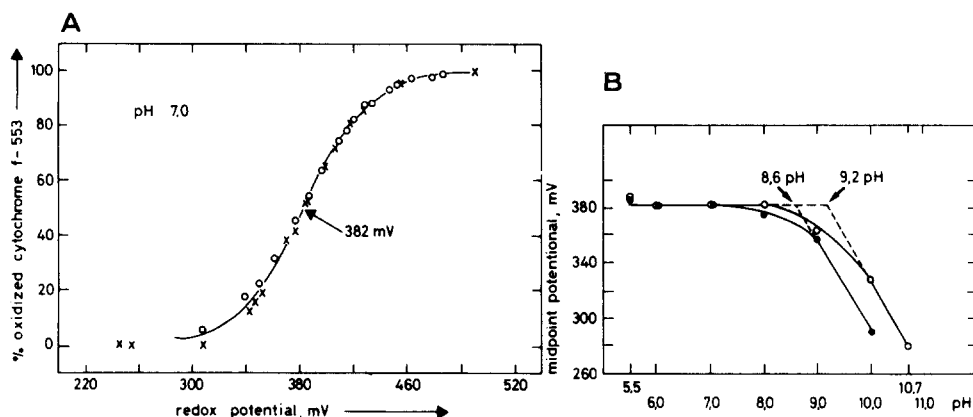 A
% oxidized cytochrome f-553
100
80
60
40
20
0
pH 7.0
382 mV
220
300
380
460
540
redox potential, mV
B
midpoint potentional, mV
380
340
300
260
8,6 pH
9,2 pH
5,5
6,0
7,0
8,0
9,0
10,0
10,7
11,0
pH